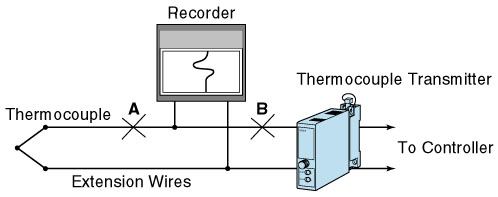 Recorder
Thermocouple Transmitter
Thermocouple
A
B
To Controller
Extension Wires